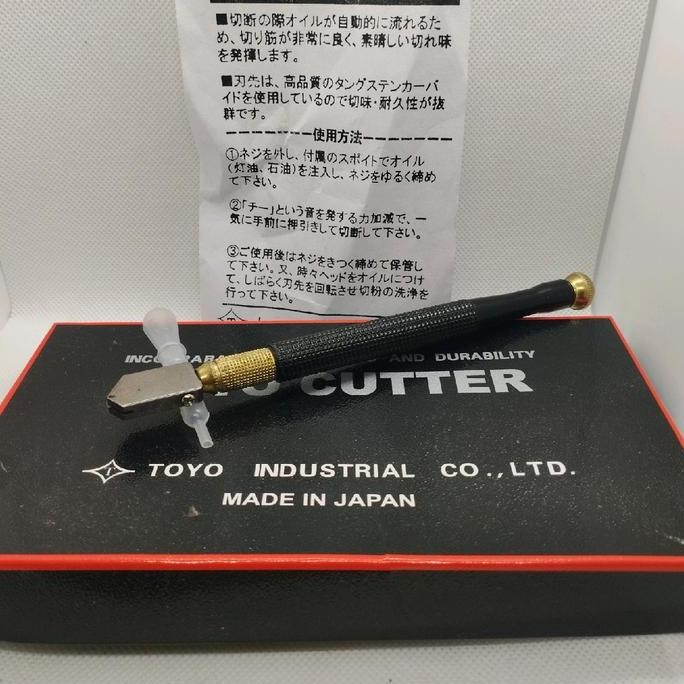 ■切断の際オイルが自動的に流れるた
め、切り筋が非常に良く、素晴しい切れ味
を発揮します。
■刃先は、高品質のタングステンカーバ
イドを使用しているので切味・耐久性が抜
群です。
使用方法
①ネジを外し、付属のスポイトでオイル
(灯油、石油)を注入し、ネジをゆるく締め
て下さい。
②「チー」という音を発する力加減で、一
気に手前に押引きして切断して下さい。
③ご使用後はネジをきつく締めて保管し
て下さい。又、時々ヘッドをオイルにつけ
て、しばらく刃先を回転させ切粉の洗浄を
行って下さい。
AND DURABILITY
CUTTER
TOYO INDUSTRIAL CO.,LTD.
MADE IN JAPAN